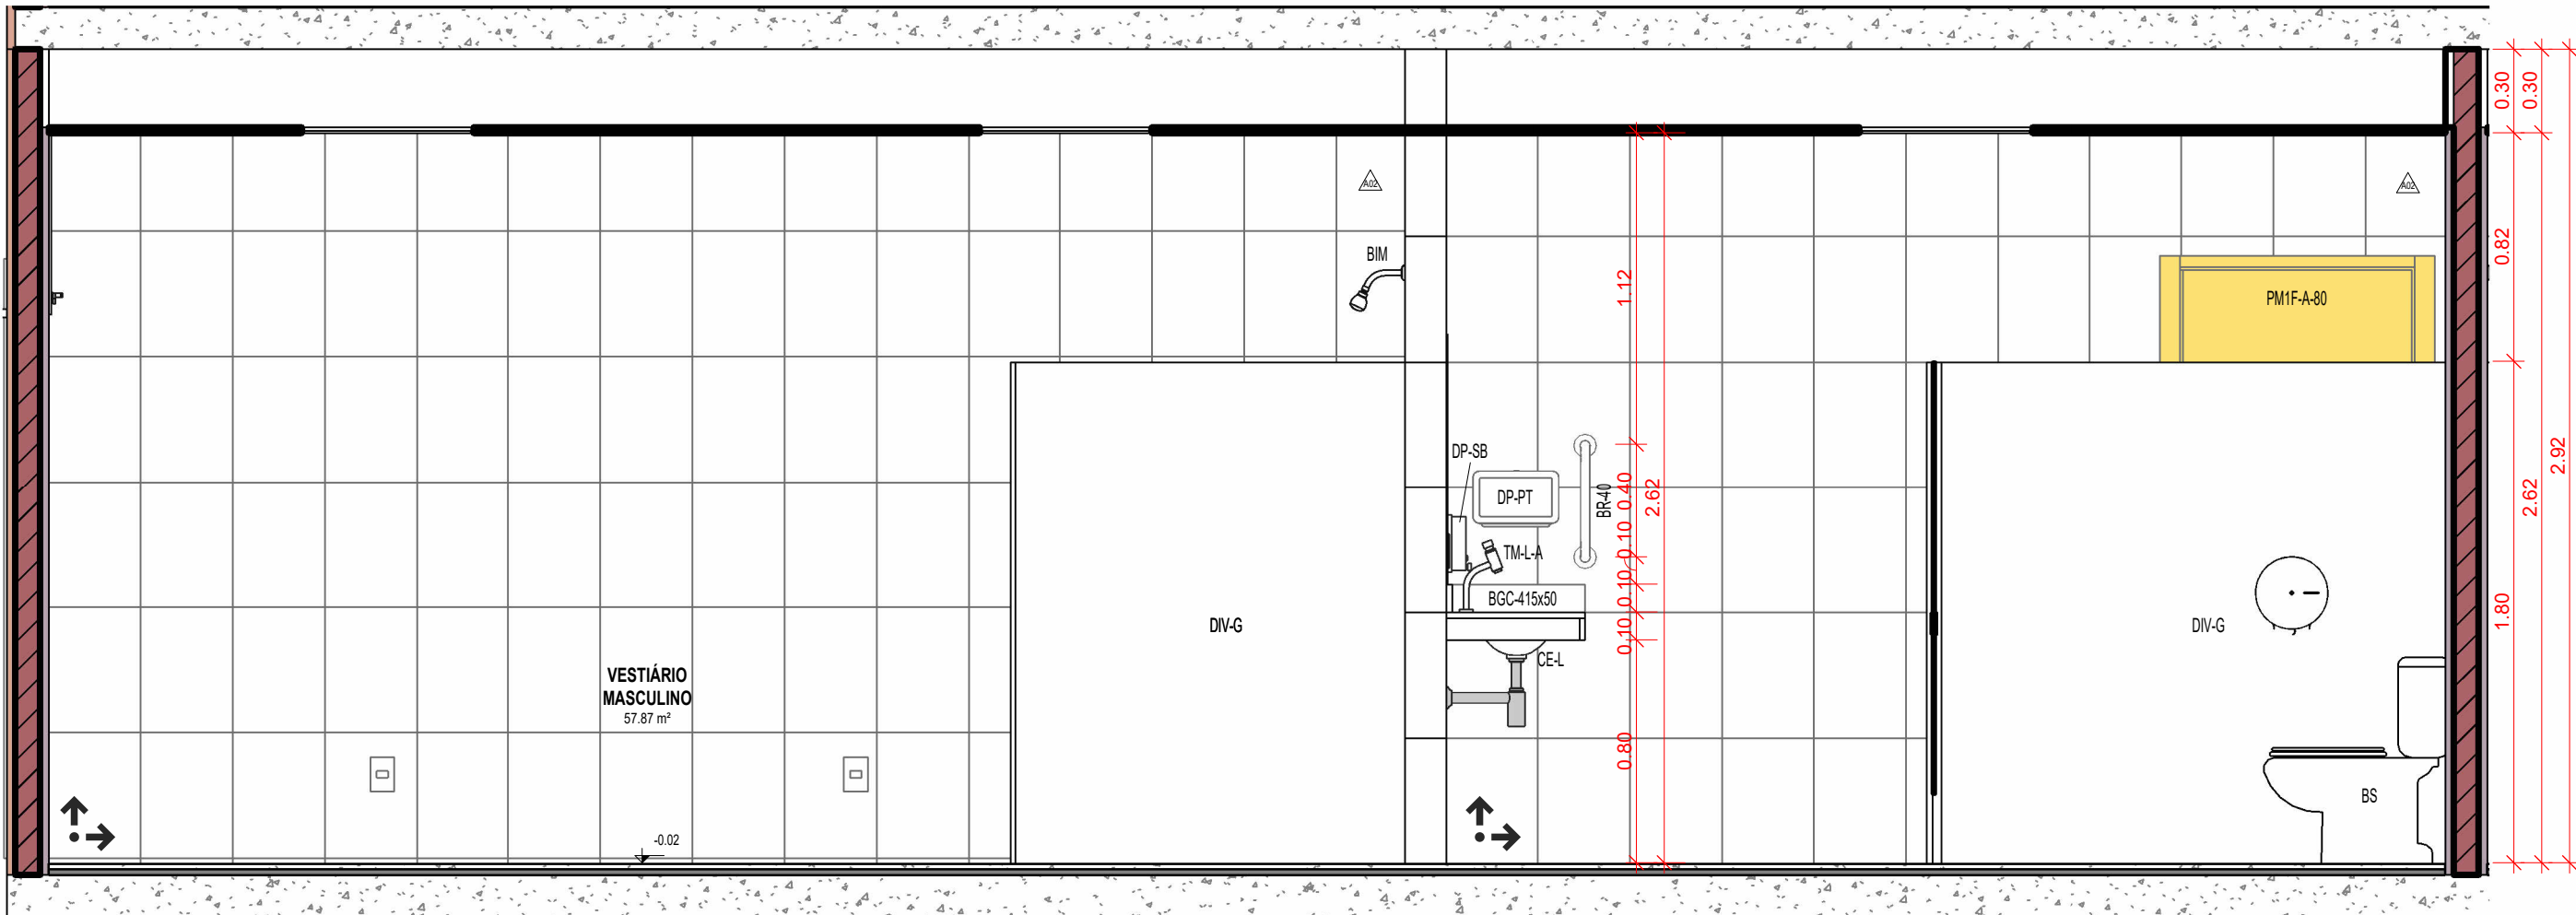 0.30
0.30
A02
A02
BIM
0.82
1.12
PM1F-A-80
DP-SB
2.92
DP-PT
BR-40
0.40
2.62
2.62
0.10
TM-L-A
0.10
BGC-415x50
DIV-G
0.10
1.80
DIV-G
CE-L
VESTIÁRIO
MASCULINO
57.87 m²
0.80
BS
-0.02